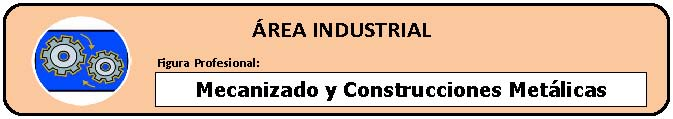 ÁREA INDUSTRIAL
Figura Profesional:
Mecanizado y Construcciones Metálicas